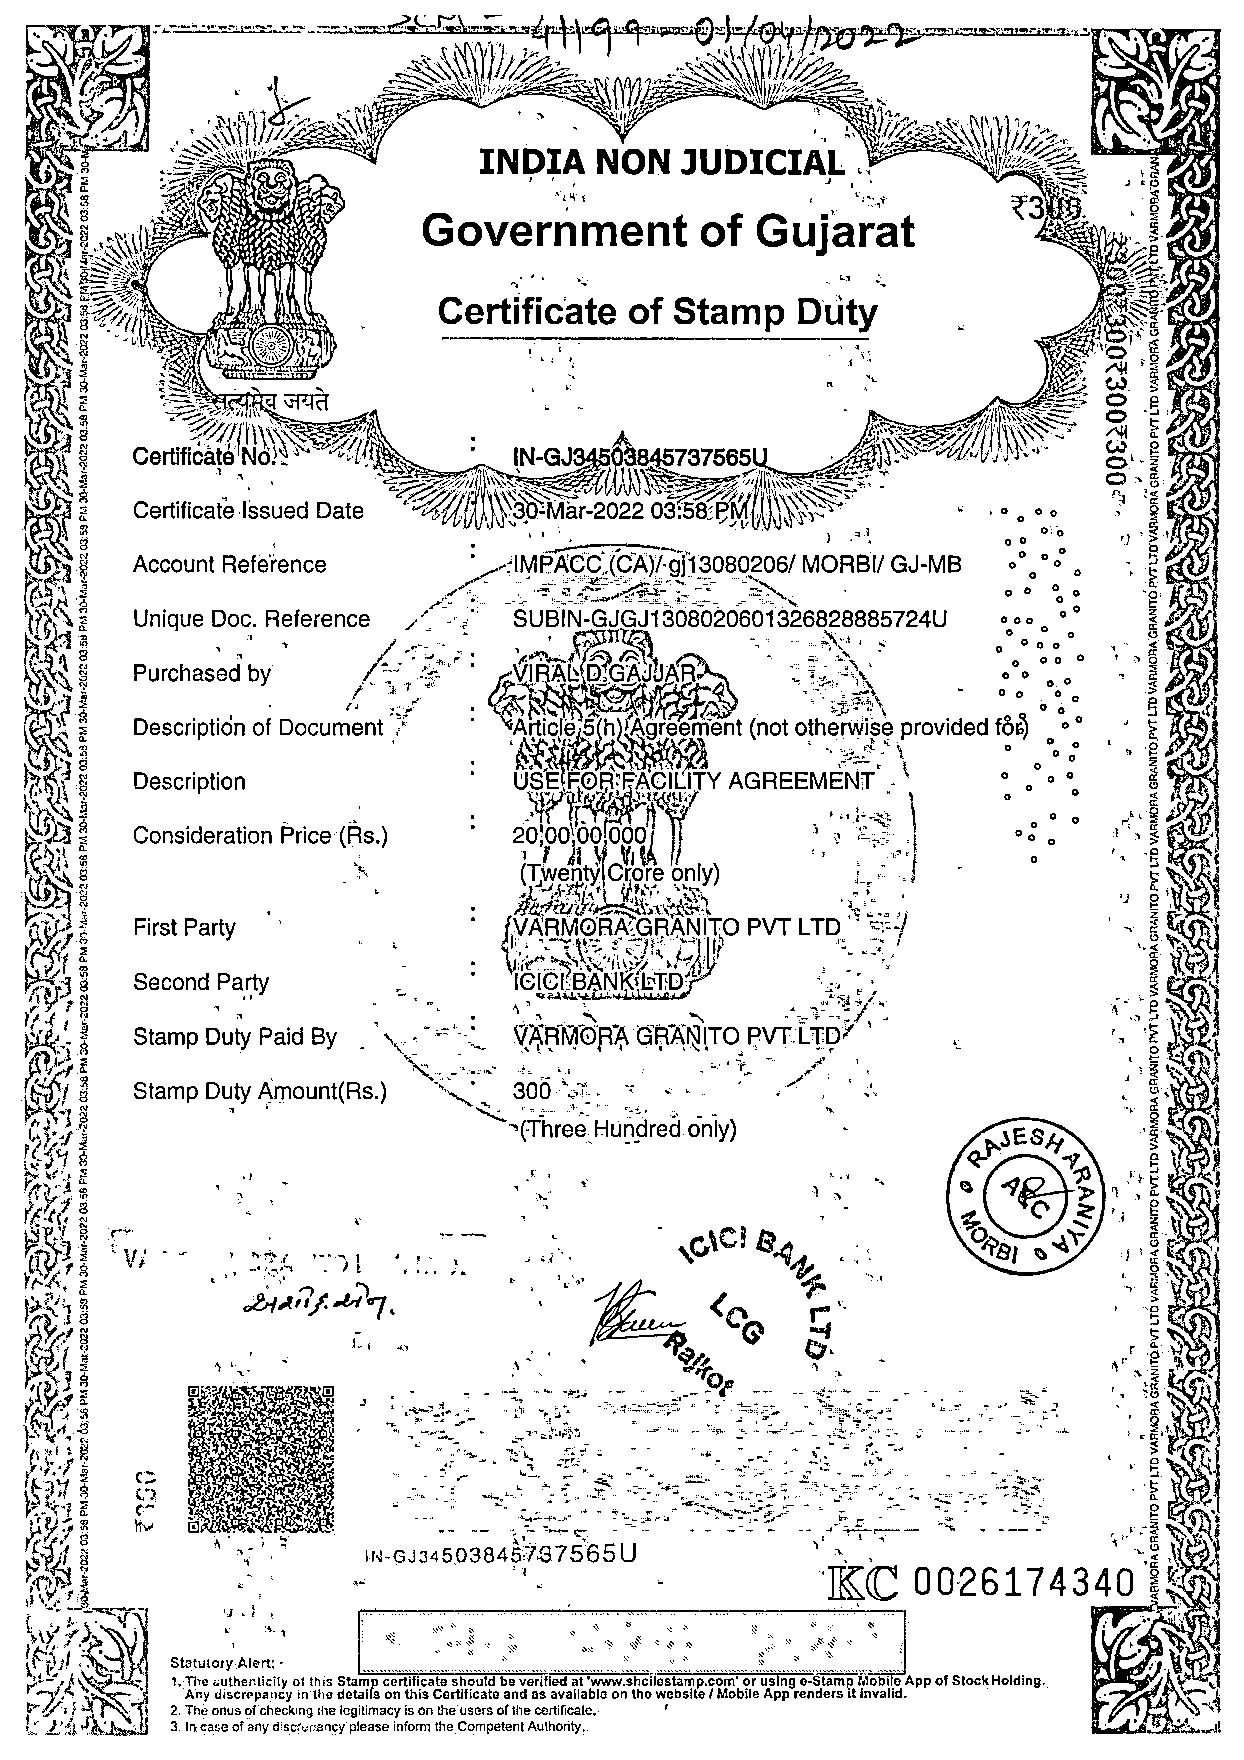 41199 - 01/04/2022
INDIA NON JUDICIAL
Government of Gujarat
₹300
Certificate of Stamp Duty
सत्यमेव जयते
Certificate No. : IN-GJ34503845737565U
Certificate Issued Date : 30-Mar-2022 03:58 PM
Account Reference : IMPACC (CA)/ gj13080206/ MORBI/ GJ-MB
Unique Doc. Reference : SUBIN-GJGJ1308020601326828885724U
Purchased by : VIRAL D GAJJAR
Description of Document : Article 5(h) Agreement (not otherwise provided for)
Description : USE FOR FACILITY AGREEMENT
Consideration Price (Rs.) : 20,00,00,000
(Twenty Crore only)
First Party : VARMORA GRANITO PVT LTD
Second Party : ICICI BANK LTD
Stamp Duty Paid By : VARMORA GRANITO PVT LTD
Stamp Duty Amount(Rs.) : 300
(Three Hundred only)
RAJESH ARANIYA
MORBI
ICICI BANK LTD
LCG
Rajkot
IN-GJ34503845737565U
KC 0026174340
Statutory Alert: -
1. The authenticity of this Stamp certificate should be verified at 'www.shcilestamp.com' or using e-Stamp Mobile App of Stock Holding.
Any discrepancy in the details on this Certificate and as available on the website / Mobile App renders it invalid.
2. The onus of checking the legitimacy is on the users of the certificate.
3. In case of any discrepancy please inform the Competent Authority.